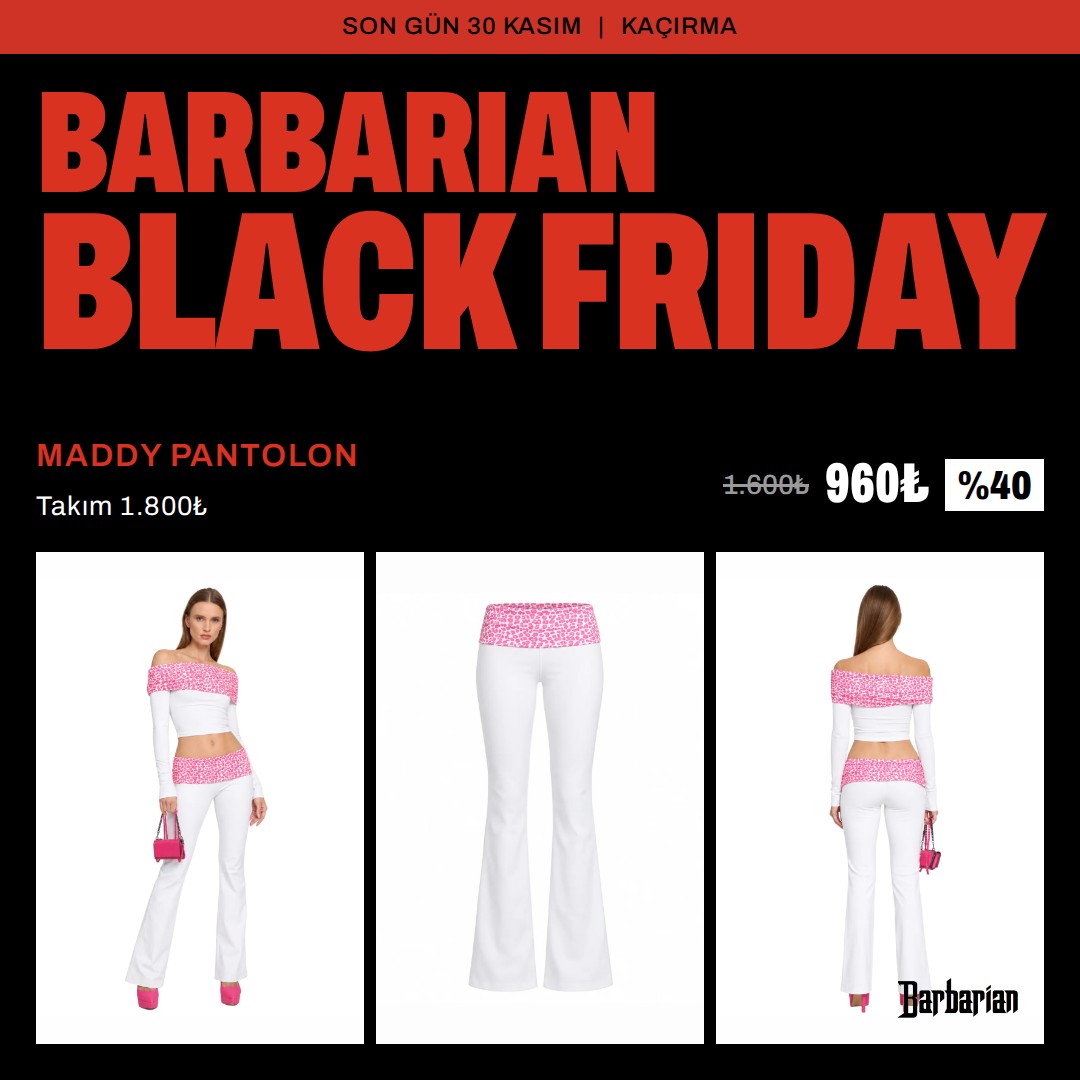 SON GÜN 30 KASIM | KAÇIRMA
BARBARIAN
BLACK FRIDAY
MADDY PANTOLON
Takım 1.800₺
1.600₺ 960₺ %40
Barbarian